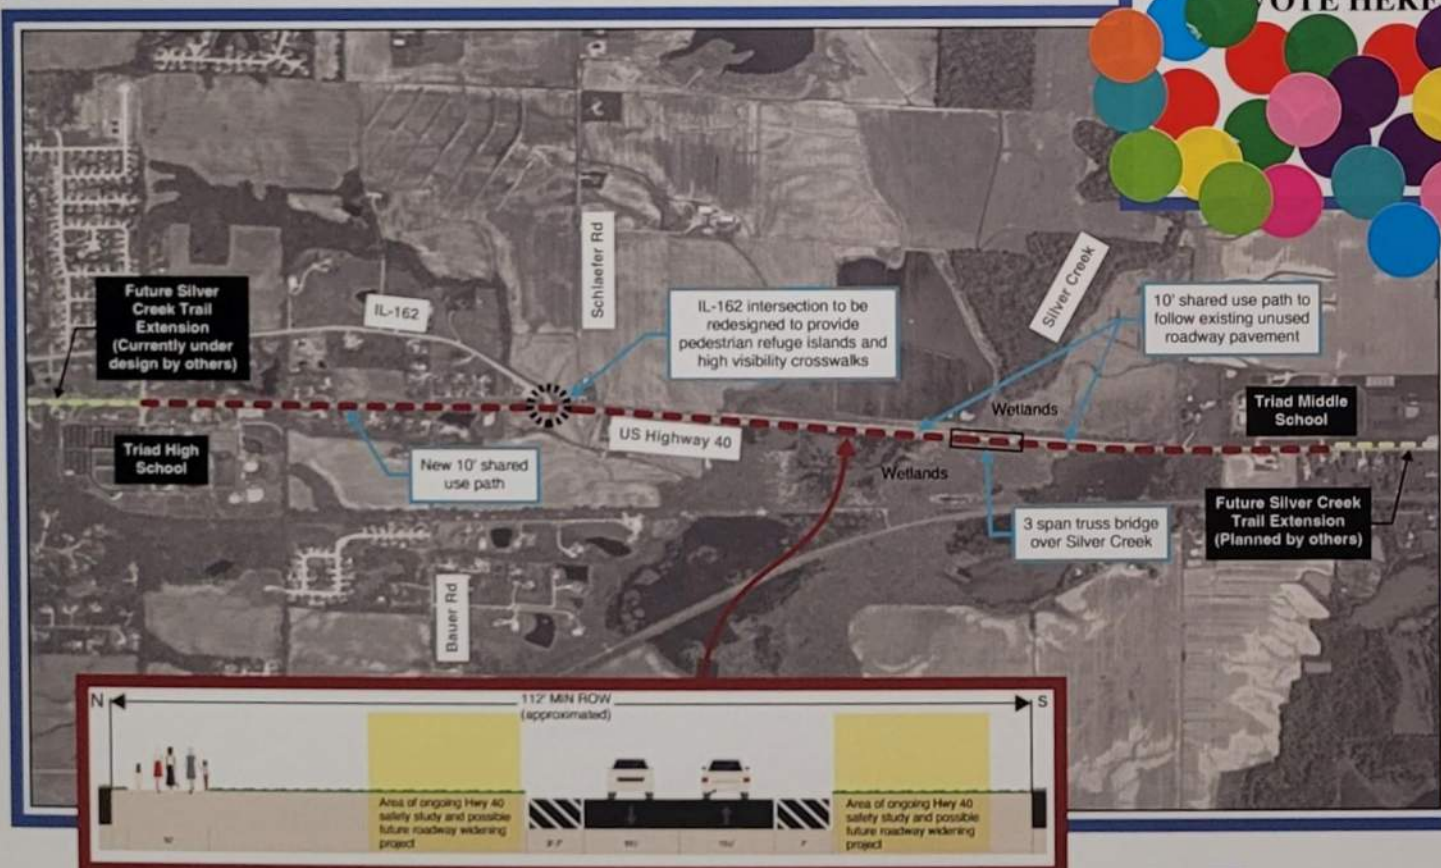 VOTE HERE
Schlaefer Rd
Silver Creek
Future Silver
Creek Trail
Extension
(Currently under
design by others)
IL-162
IL-162 intersection to be
redesigned to provide
pedestrian refuge islands and
high visibility crosswalks
10' shared use path to
follow existing unused
roadway pavement
Triad High
School
New 10' shared
use path
US Highway 40
Wetlands
Wetlands
Triad Middle
School
3 span truss bridge
over Silver Creek
Future Silver Creek
Trail Extension
(Planned by others)
Bauer Rd
N
112' MIN ROW
(approximated)
S
Area of ongoing Hwy 40
safety study and possible
future roadway widening
project
Area of ongoing Hwy 40
safety study and possible
future roadway widening
project